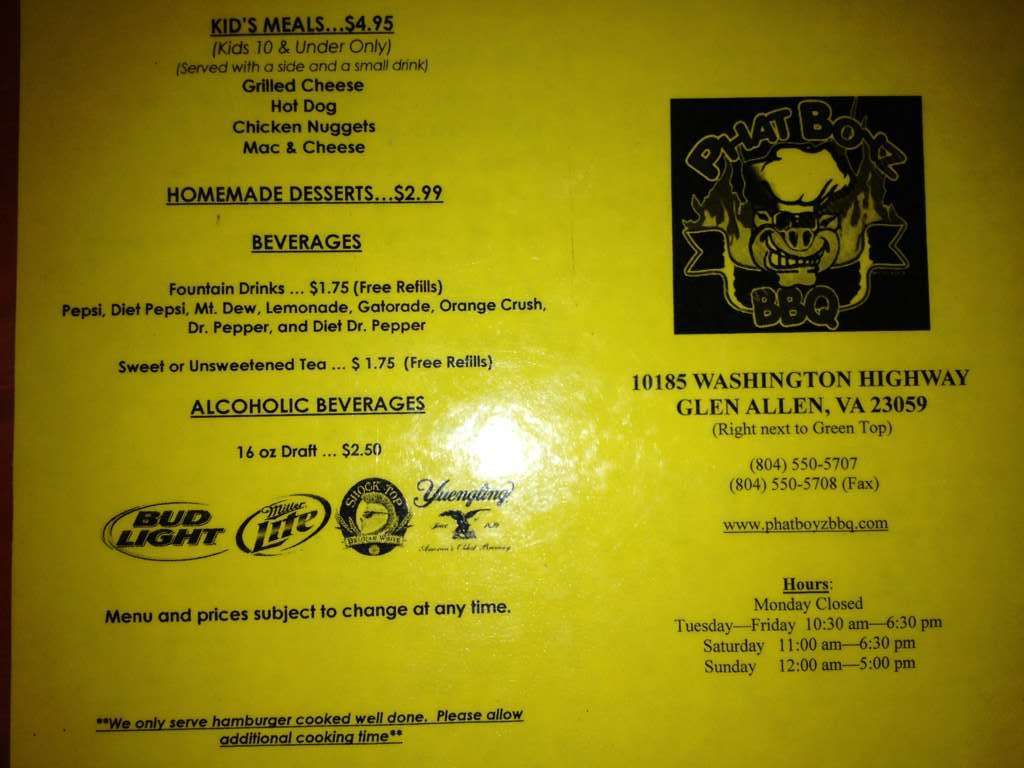 KID'S MEALS...$4.95
(Kids 10 & Under Only)
(Served with a side and a small drink)
Grilled Cheese
Hot Dog
Chicken Nuggets
Mac & Cheese
HOMEMADE DESSERTS...$2.99
BEVERAGES
Fountain Drinks ... $1.75 (Free Refills)
Pepsi, Diet Pepsi, Mt. Dew, Lemonade, Gatorade, Orange Crush,
Dr. Pepper, and Diet Dr. Pepper
Sweet or Unsweetened Tea ... $ 1.75 (Free Refills)
ALCOHOLIC BEVERAGES
16 oz Draft ... $2.50
BUD
LIGHT
Miller
Lite
SHOCK TOP
BELGIAN WHITE
Yuengling
Since 1829
America's Oldest Brewery
Menu and prices subject to change at any time.
**We only serve hamburger cooked well done. Please allow
additional cooking time**
PHAT BOYZ
BBQ
10185 WASHINGTON HIGHWAY
GLEN ALLEN, VA 23059
(Right next to Green Top)
(804) 550-5707
(804) 550-5708 (Fax)
www.phatboyzbbq.com
Hours:
Monday Closed
Tuesday—Friday 10:30 am—6:30 pm
Saturday 11:00 am—6:30 pm
Sunday 12:00 am—5:00 pm